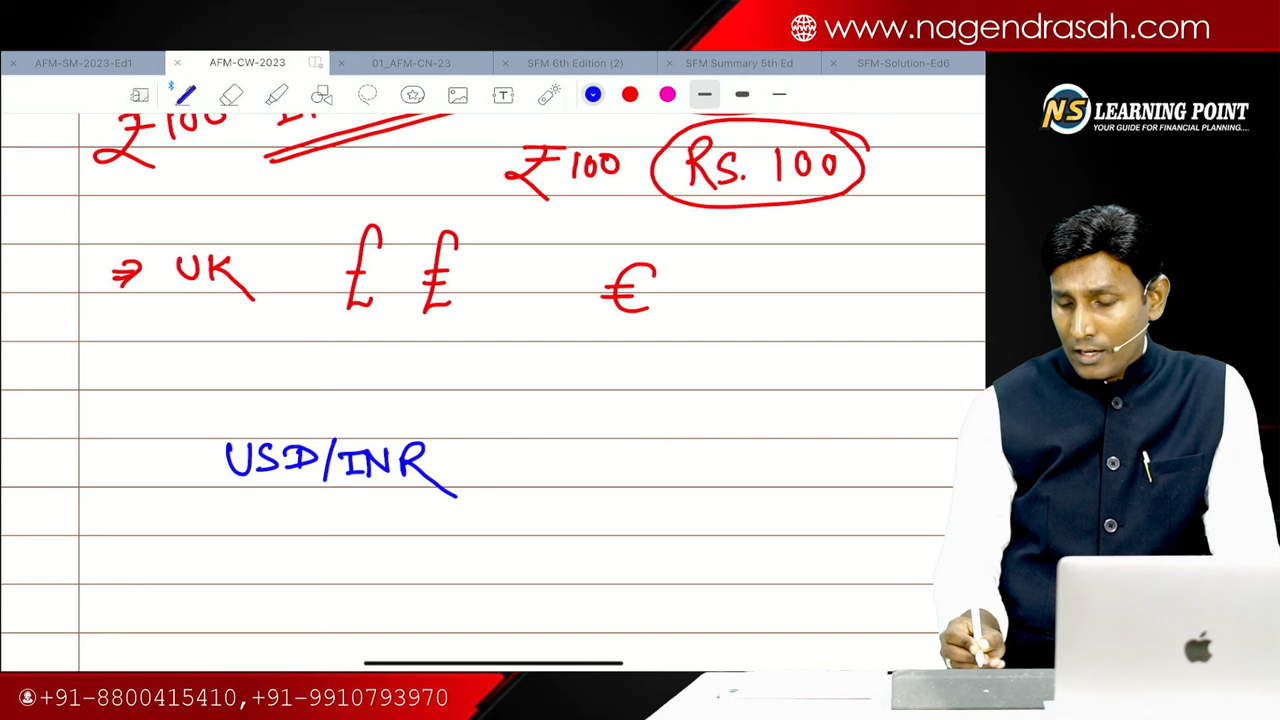 www.nagendrasah.com
AFM-SM-2023-Ed1
AFM-CW-2023
01_AFM-CN-23
SFM 6th Edition (2)
SFM Summary 5th Ed
SFM-Solution-Ed6
NS LEARNING POINT
YOUR GUIDE FOR FINANCIAL PLANNING....
₹100
₹100 Rs. 100
⇒ UK £ £ €
USD/INR
+91-8800415410,+91-9910793970